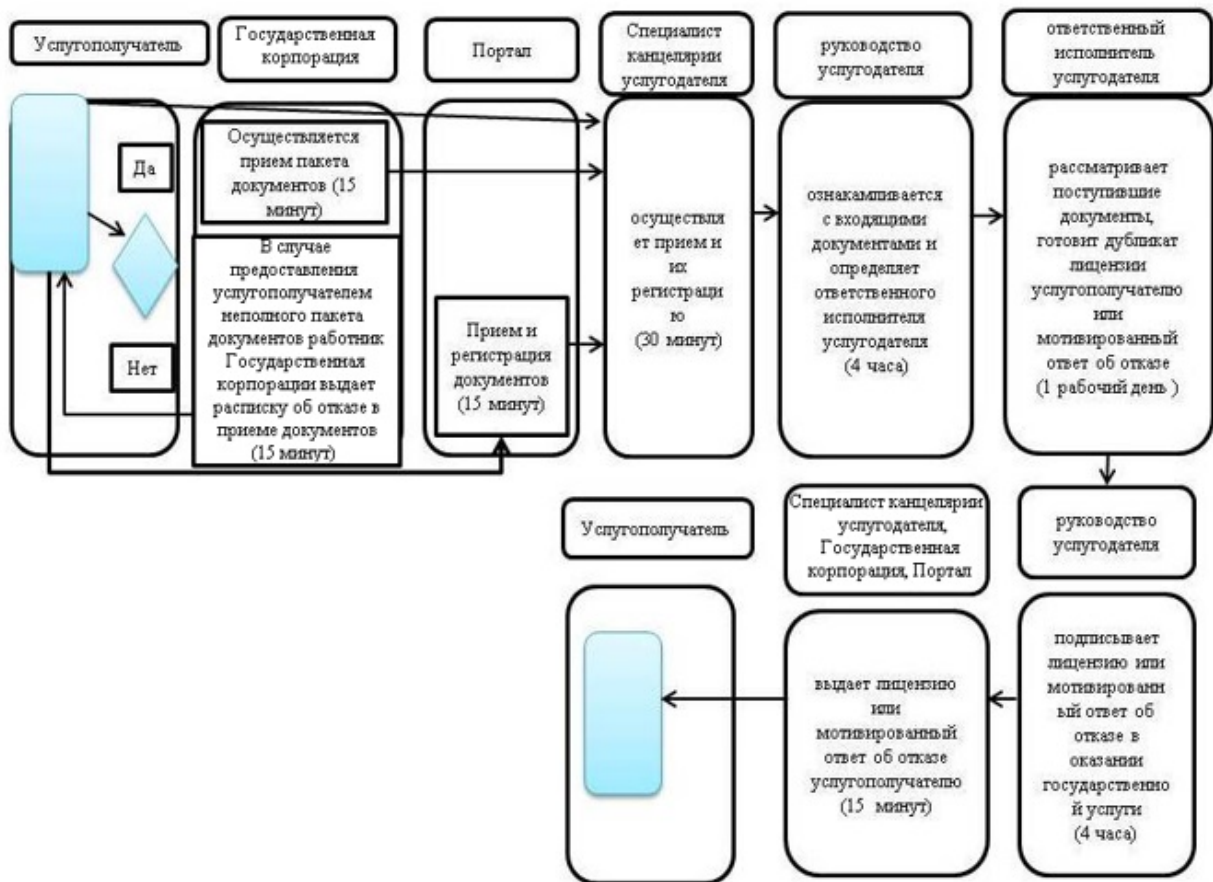 Услугополучатель
Государственная
корпорация
Портал
Специалист
канцелярии
услугодателя
руководство
услугодателя
ответственный
исполнитель
услугодателя
Да
Нет
Осуществляется
прием пакета
документов (15
минут)
В случае
предоставления
услугополучателем
неполного пакета
документов работник
Государственной
корпорации выдает
расписку об отказе в
приеме документов
(15 минут)
Прием и
регистрация
документов
(15 минут)
осуществля
ет прием и
их
регистраци
ю
(30 минут)
ознакамливается
с входящими
документами и
определяет
ответственного
исполнителя
услугодателя
(4 часа)
рассматривает
поступившие
документы,
готовит дубликат
лицензии
услугополучателю
или
мотивированный
ответ об отказе
(1 рабочий день )
Услугополучатель
Специалист канцелярии
услугодателя,
Государственная
корпорация, Портал
руководство
услугодателя
выдает лицензию
или
мотивированный
ответ об отказе
услугополучателю
(15 минут)
подписывает
лицензию или
мотивированн
ый ответ об
отказе в
оказании
государственно
й услуги
(4 часа)